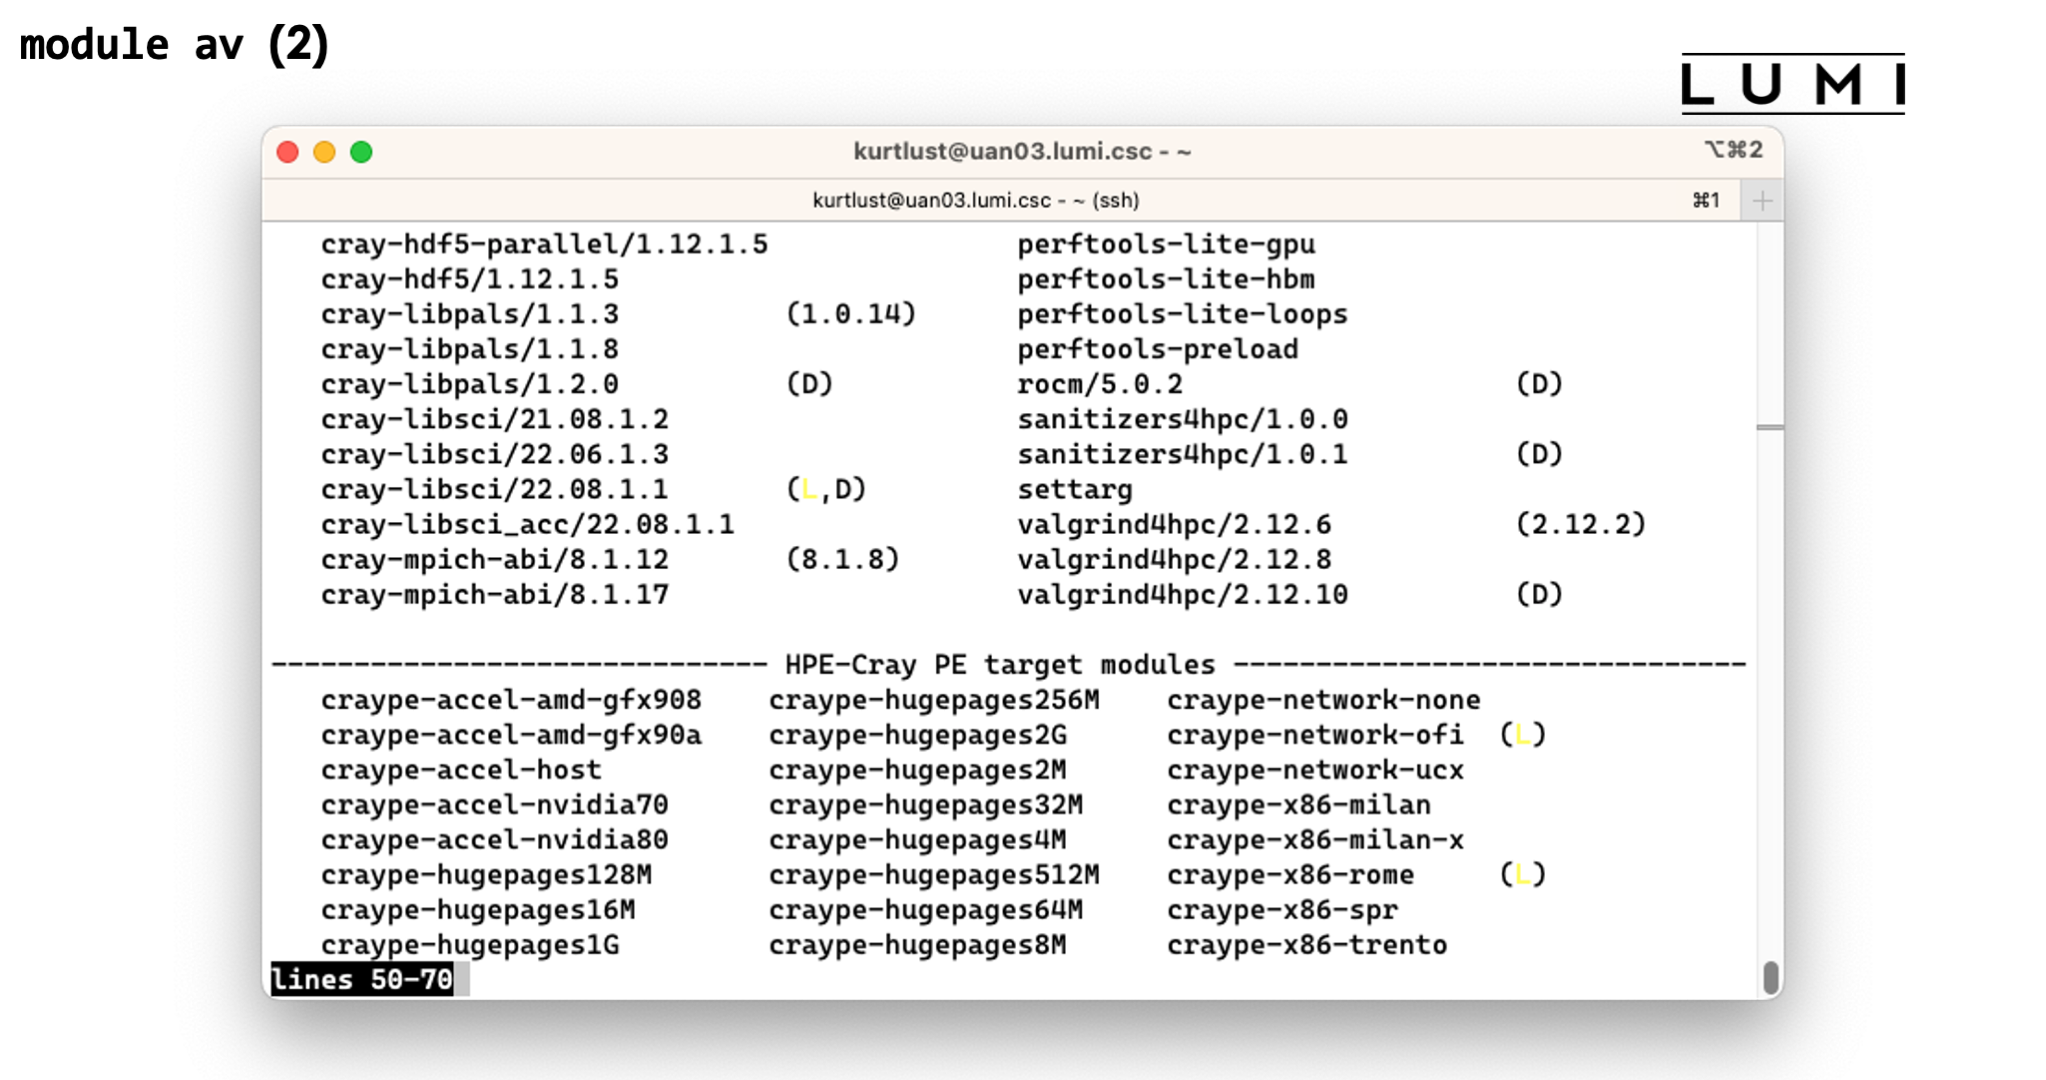 module av (2)
LUMI
kurtlust@uan03.lumi.csc - ~ ⌥⌘2
kurtlust@uan03.lumi.csc - ~ (ssh) ⌘1 +
cray-hdf5-parallel/1.12.1.5 perftools-lite-gpu
cray-hdf5/1.12.1.5 perftools-lite-hbm
cray-libpals/1.1.3 (1.0.14) perftools-lite-loops
cray-libpals/1.1.8 perftools-preload
cray-libpals/1.2.0 (D) rocm/5.0.2 (D)
cray-libsci/21.08.1.2 sanitizers4hpc/1.0.0
cray-libsci/22.06.1.3 sanitizers4hpc/1.0.1 (D)
cray-libsci/22.08.1.1 (L,D) settarg
cray-libsci_acc/22.08.1.1 valgrind4hpc/2.12.6 (2.12.2)
cray-mpich-abi/8.1.12 (8.1.8) valgrind4hpc/2.12.8
cray-mpich-abi/8.1.17 valgrind4hpc/2.12.10 (D)
------------------------------ HPE-Cray PE target modules -------------------------------
craype-accel-amd-gfx908 craype-hugepages256M craype-network-none
craype-accel-amd-gfx90a craype-hugepages2G craype-network-ofi (L)
craype-accel-host craype-hugepages2M craype-network-ucx
craype-accel-nvidia70 craype-hugepages32M craype-x86-milan
craype-accel-nvidia80 craype-hugepages4M craype-x86-milan-x
craype-hugepages128M craype-hugepages512M craype-x86-rome (L)
craype-hugepages16M craype-hugepages64M craype-x86-spr
craype-hugepages1G craype-hugepages8M craype-x86-trento
lines 50-70